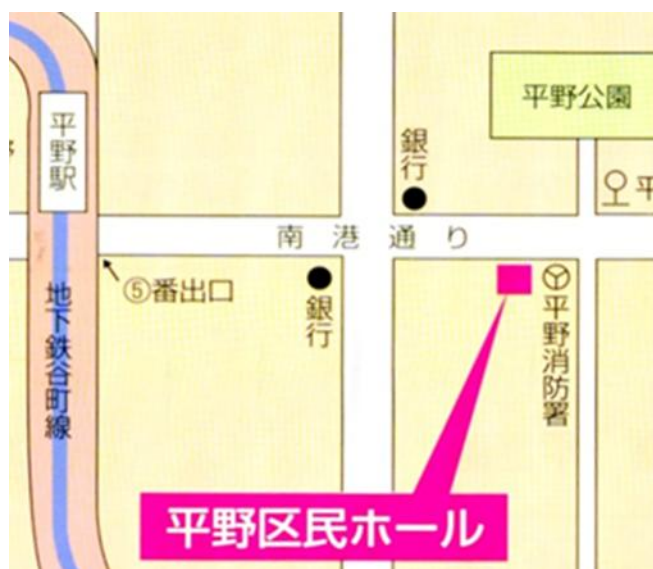 平野公園
平野駅
銀行
平
南港通り
⑤番出口
銀行
平野消防署
地下鉄谷町線
平野区民ホール